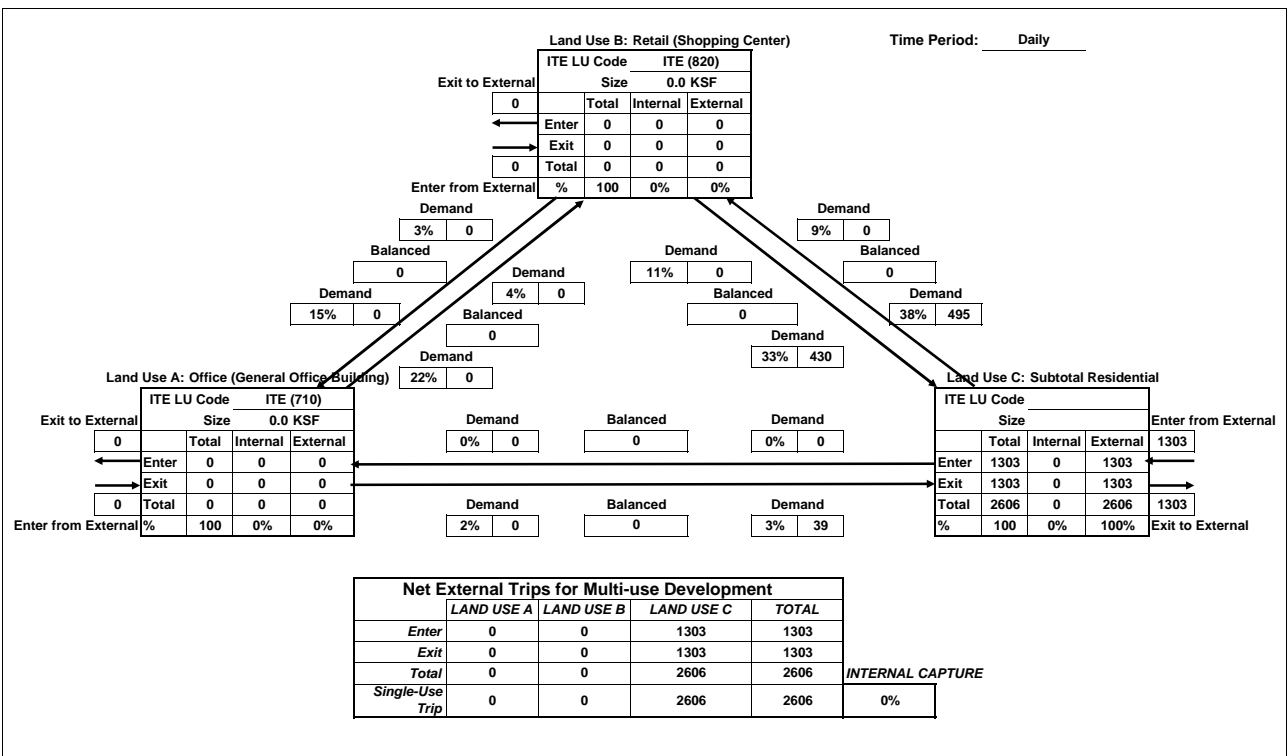 Land Use B: Retail (Shopping Center)
Time Period: Daily
ITE LU Code ITE (820)
Exit to External Size 0.0 KSF
0 Total Internal External
Enter 0 0 0
Exit 0 0 0
0 Total 0 0 0
Enter from External % 100 0% 0%
Demand Demand
3% 0 9% 0
Balanced Demand Balanced
0 11% 0 0
Demand Demand Balanced Demand
15% 0 4% 0 0 38% 495
Balanced
0
Demand
33% 430
Demand
22% 0
Land Use A: Office (General Office Building)
Land Use C: Subtotal Residential
ITE LU Code ITE (710)
Exit to External Size 0.0 KSF
0 Total Internal External
Enter 0 0 0
Exit 0 0 0
0 Total 0 0 0
Enter from External % 100 0% 0%
Demand Balanced Demand
0% 0 0 0% 0
Demand Balanced Demand
2% 0 0 3% 39
ITE LU Code
Size Enter from External
Total Internal External 1303
Enter 1303 0 1303
Exit 1303 0 1303
Total 2606 0 2606 1303
% 100 0% 100% Exit to External
Net External Trips for Multi-use Development
LAND USE A LAND USE B LAND USE C TOTAL
Enter 0 0 1303 1303
Exit 0 0 1303 1303
Total 0 0 2606 2606 INTERNAL CAPTURE
Single-Use
Trip 0 0 2606 2606 0%